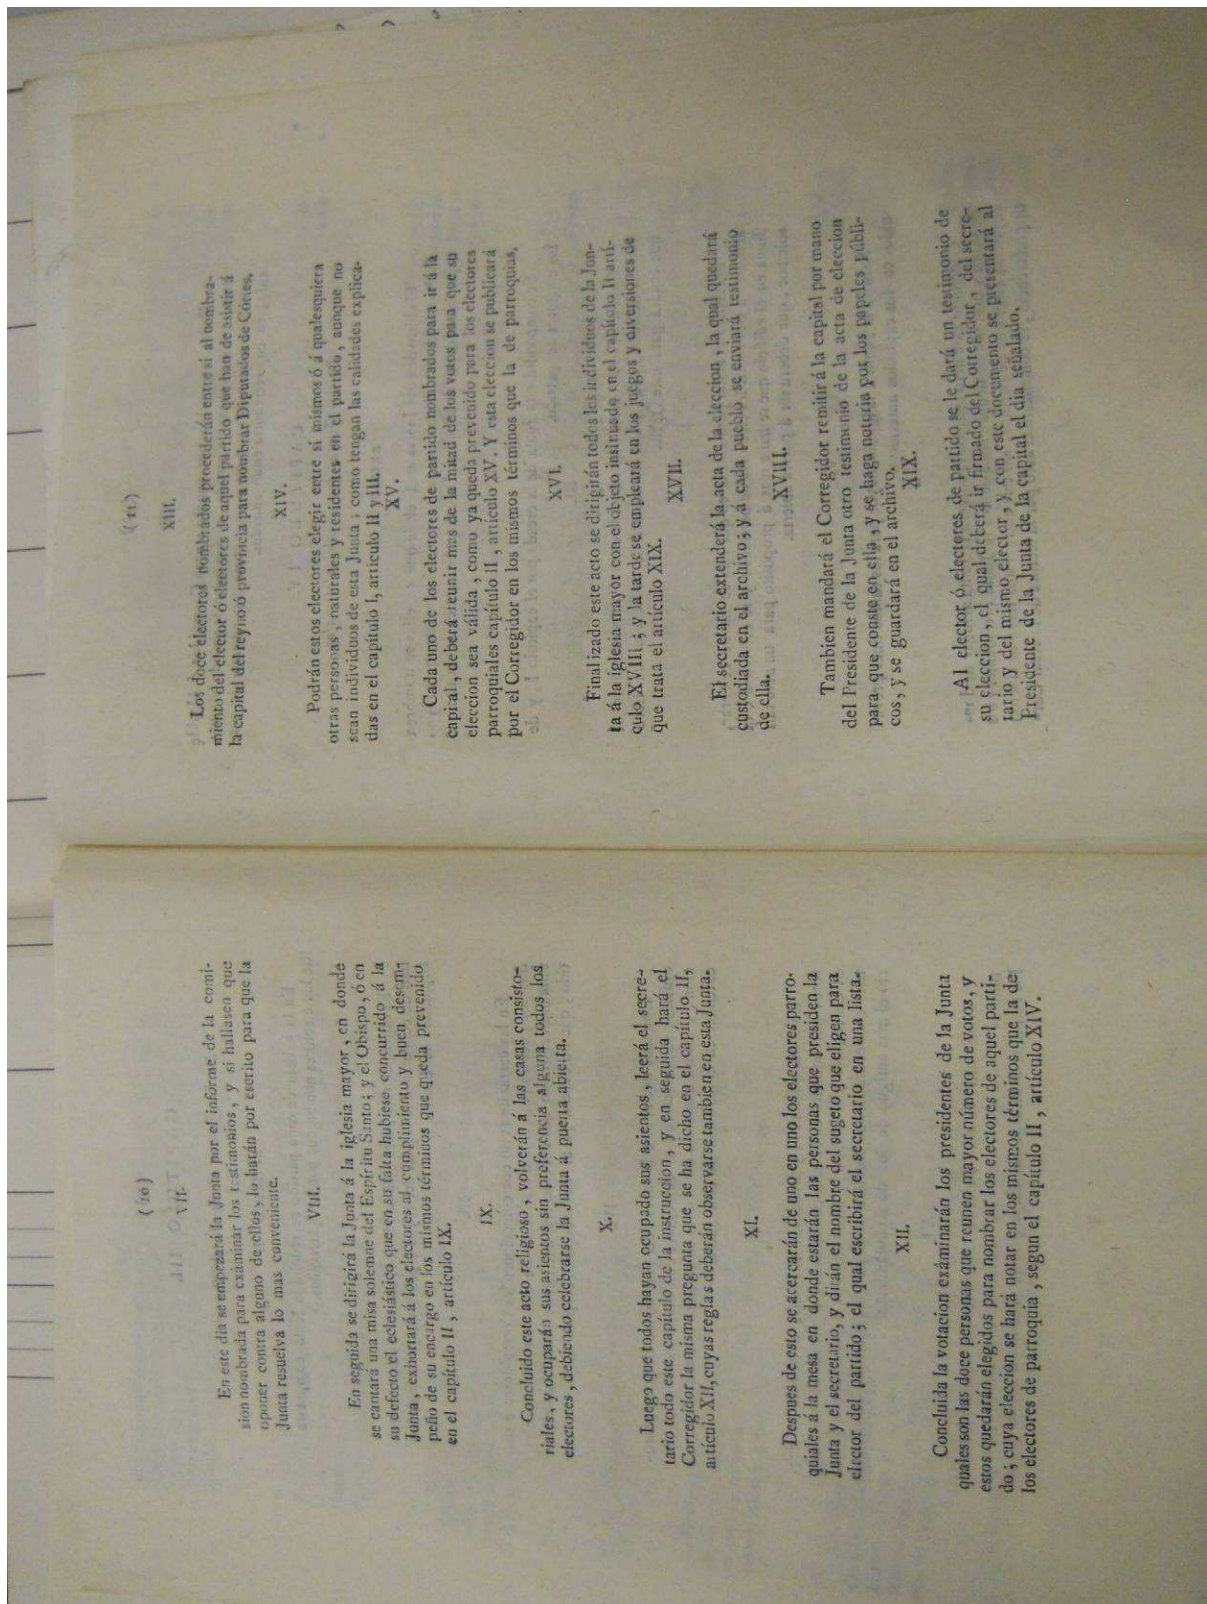 (10)
VII.
En este dia se empezará la Junta por el informe de la comi-
sion nombrada para exâminar los testimonios, y si hallasen que
oponer contra alguno de ellos, lo harán por escrito para que la
Junta resuelva lo mas conveniente.
VIII.
En seguida se dirigirá la Junta á la iglesia mayor, en donde
se cantará una misa solemne del Espíritu Santo; y el Obispo, ó en
su defecto el eclesiástico que en su falta hubiese concurrido á la
Junta, exhortará á los electores al cumplimiento y buen desem-
peño de su encargo en los mismos términos que queda prevenido
en el capítulo II, artículo IX.
IX.
Concluido este acto religioso, volverán á las casas consisto-
riales, y ocuparán sus asientos sin preferencia alguna todos los
electores, debiendo celebrarse la Junta á puerta abierta.
X.
Luego que todos hayan ocupado sus asientos, leerá el secre-
tario todo este capítulo de la instruccion, y en seguida hará el
Corregidor la misma pregunta que se ha dicho en el capítulo II,
artículo XII, cuyas reglas deberán observarse tambien en esta Junta.
XI.
Despues de esto se acercarán de uno en uno los electores parro-
quiales á la mesa en donde estarán las personas que presiden la
Junta y el secretario, y dirán el nombre del sugeto que eligen para
elector del partido; el qual escribirá el secretario en una lista.
XII.
Concluida la votacion exâminarán los presidentes de la Junta
quales son las doce personas que reunen mayor número de votos, y
estos quedarán elegidos para nombrar los electores de aquel parti-
do; cuya eleccion se hará notar en los mismos términos que la de
los electores de parroquia, segun el capítulo II, artículo XIV.
(11)
XIII.
Los doce electores nombrados procederán entre sí al nombra-
miento del elector ó electores de aquel partido que han de asistir á
la capital del reyno ó provincia para nombrar Diputados de Córtes.
XIV.
Podrán estos electores elegir entre sí mismos ó á qualesquiera
otras personas, naturales y residentes en el partido, aunque no
sean individuos de esta Junta; como tengan las calidades explica-
das en el capítulo I, artículo II y III.
XV.
Cada uno de los electores de partido nombrados para ir á la
capital, deberá reunir mas de la mitad de los votos para que su
eleccion sea válida, como ya queda prevenido para los electores
parroquiales capítulo II, artículo XV. Y esta eleccion se publicará
por el Corregidor en los mismos términos que la de parroquias.
XVI.
Finalizado este acto se dirigirán todos los individuos de la Jun-
ta á la iglesia mayor con el objeto insinuado en el capítulo II artí-
culo XVIII; y la tarde se empleará en los juegos y diversiones de
que trata el artículo XIX.
XVII.
El secretario extenderá la acta de la eleccion, la qual quedará
custodiada en el archivo; y á cada pueblo se enviará testimonio
de ella.
XVIII.
Tambien mandará el Corregidor remitir á la capital por mano
del Presidente de la Junta otro testimonio de la acta de eleccion
para que conste en ella, y se haga notoria por los papeles públi-
cos, y se guardará en el archivo.
XIX.
Al elector ó electores de partido se le dará un testimonio de
su eleccion, el qual deberá ir firmado del Corregidor, del secre-
tario y del mismo elector, y con este documento se presentará al
Presidente de la Junta de la capital el dia señalado.